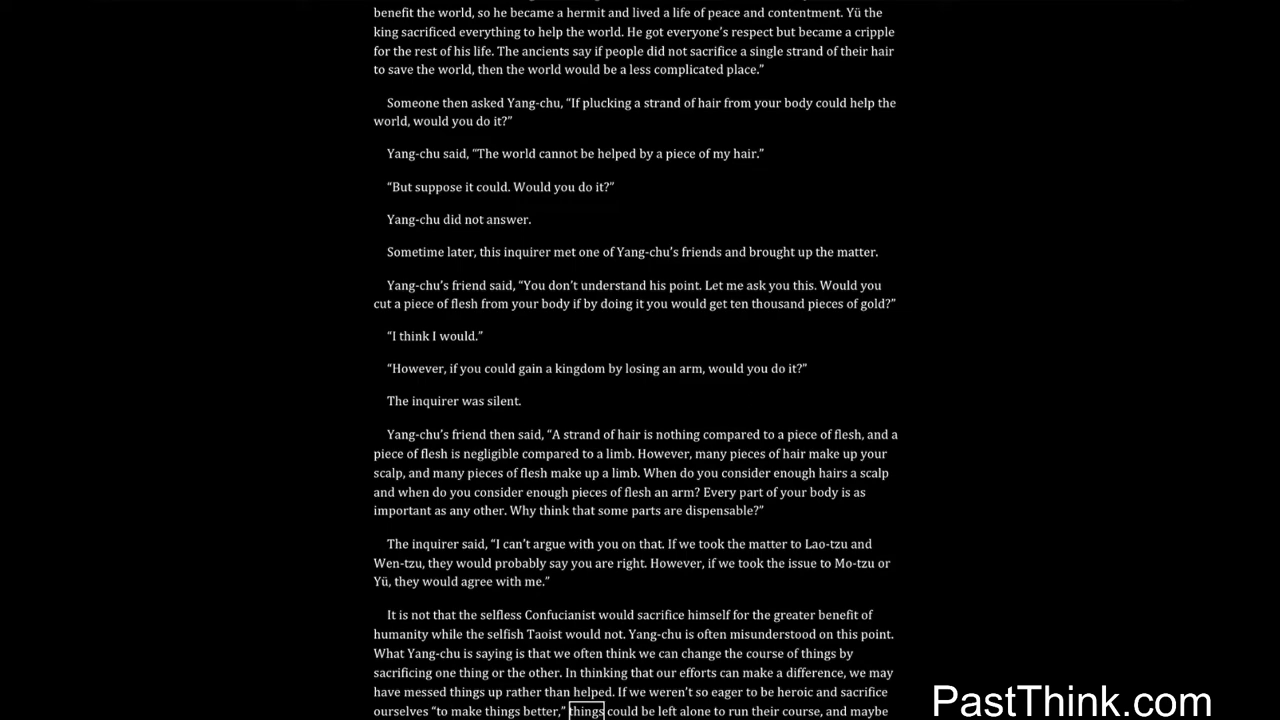 benefit the world, so he became a hermit and lived a life of peace and contentment. Yü the
king sacrificed everything to help the world. He got everyone’s respect but became a cripple
for the rest of his life. The ancients say if people did not sacrifice a single strand of their hair
to save the world, then the world would be a less complicated place.”
Someone then asked Yang-chu, “If plucking a strand of hair from your body could help the
world, would you do it?”
Yang-chu said, “The world cannot be helped by a piece of my hair.”
“But suppose it could. Would you do it?”
Yang-chu did not answer.
Sometime later, this inquirer met one of Yang-chu’s friends and brought up the matter.
Yang-chu’s friend said, “You don’t understand his point. Let me ask you this. Would you
cut a piece of flesh from your body if by doing it you would get ten thousand pieces of gold?”
“I think I would.”
“However, if you could gain a kingdom by losing an arm, would you do it?”
The inquirer was silent.
Yang-chu’s friend then said, “A strand of hair is nothing compared to a piece of flesh, and a
piece of flesh is negligible compared to a limb. However, many pieces of hair make up your
scalp, and many pieces of flesh make up a limb. When do you consider enough hairs a scalp
and when do you consider enough pieces of flesh an arm? Every part of your body is as
important as any other. Why think that some parts are dispensable?”
The inquirer said, “I can’t argue with you on that. If we took the matter to Lao-tzu and
Wen-tzu, they would probably say you are right. However, if we took the issue to Mo-tzu or
Yü, they would agree with me.”
It is not that the selfless Confucianist would sacrifice himself for the greater benefit of
humanity while the selfish Taoist would not. Yang-chu is often misunderstood on this point.
What Yang-chu is saying is that we often think we can change the course of things by
sacrificing one thing or the other. In thinking that our efforts can make a difference, we may
have messed things up rather than helped. If we weren’t so eager to be heroic and sacrifice
ourselves “to make things better,” things could be left alone to run their course, and maybe
PastThink.com